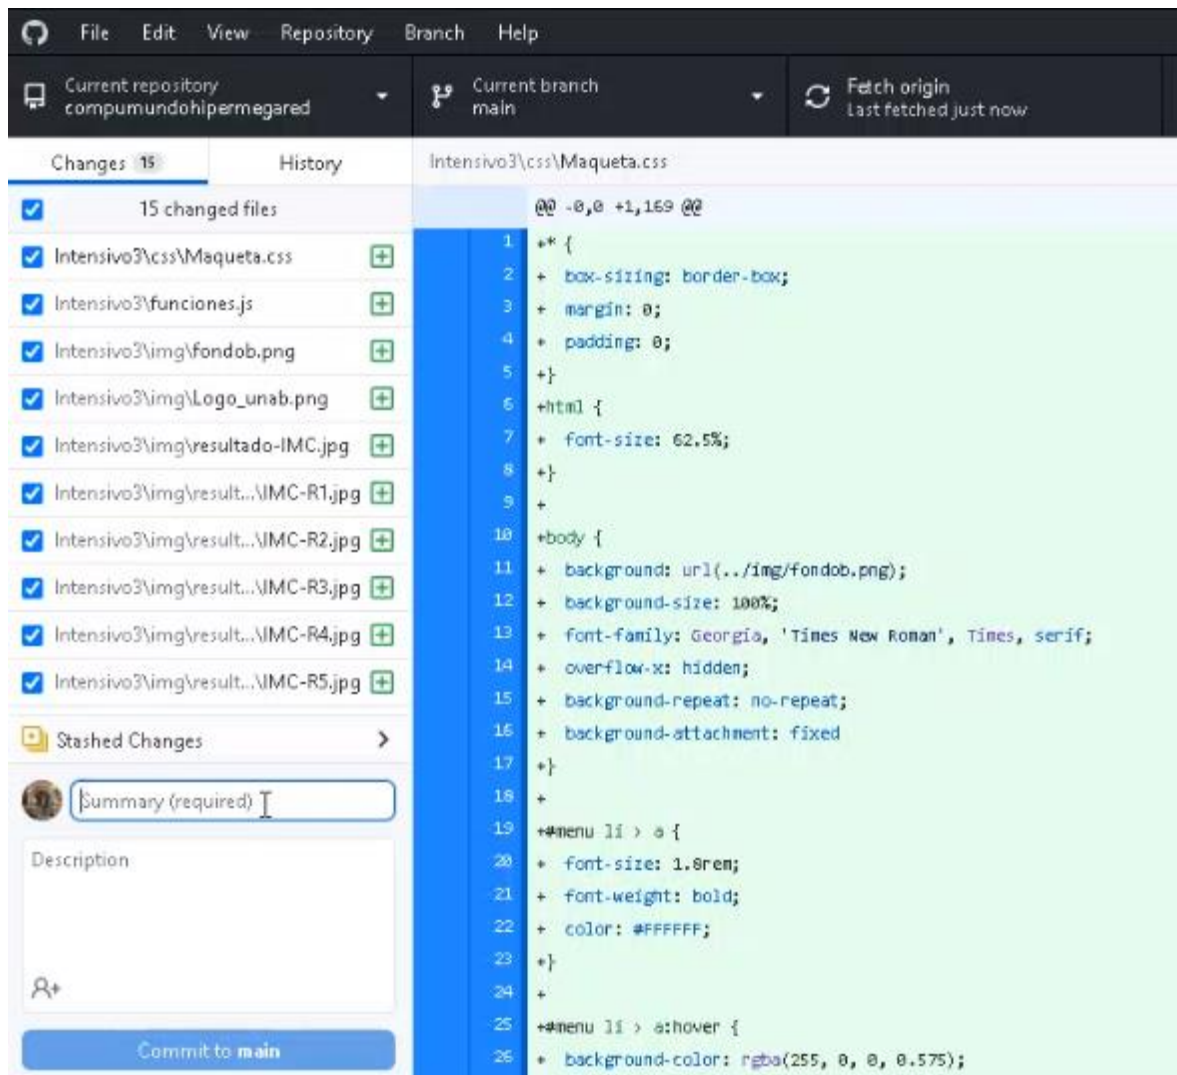 File Edit View Repository Branch Help
Current repository
compumundohipermegared
Current branch
main
Fetch origin
Last fetched just now
Changes 15 History
15 changed files
Intensivo3\css\Maqueta.css
Intensivo3\funciones.js
Intensivo3\img\fondob.png
Intensivo3\img\Logo_unab.png
Intensivo3\img\resultado-IMC.jpg
Intensivo3\img\result...\IMC-R1.jpg
Intensivo3\img\result...\IMC-R2.jpg
Intensivo3\img\result...\IMC-R3.jpg
Intensivo3\img\result...\IMC-R4.jpg
Intensivo3\img\result...\IMC-R5.jpg
Stashed Changes
Summary (required)
Description
Commit to main
Intensivo3\css\Maqueta.css
@@ -0,0 +1,169 @@
1 +* {
2 + box-sizing: border-box;
3 + margin: 0;
4 + padding: 0;
5 +}
6 +html {
7 + font-size: 62.5%;
8 +}
9 +
10 +body {
11 + background: url(../img/fondob.png);
12 + background-size: 100%;
13 + font-family: Georgia, 'Times New Roman', Times, serif;
14 + overflow-x: hidden;
15 + background-repeat: no-repeat;
16 + background-attachment: fixed
17 +}
18 +
19 +#menu li > a {
20 + font-size: 1.8rem;
21 + font-weight: bold;
22 + color: #FFFFFF;
23 +}
24 +
25 +#menu li > a:hover {
26 + background-color: rgba(255, 0, 0, 0.575);